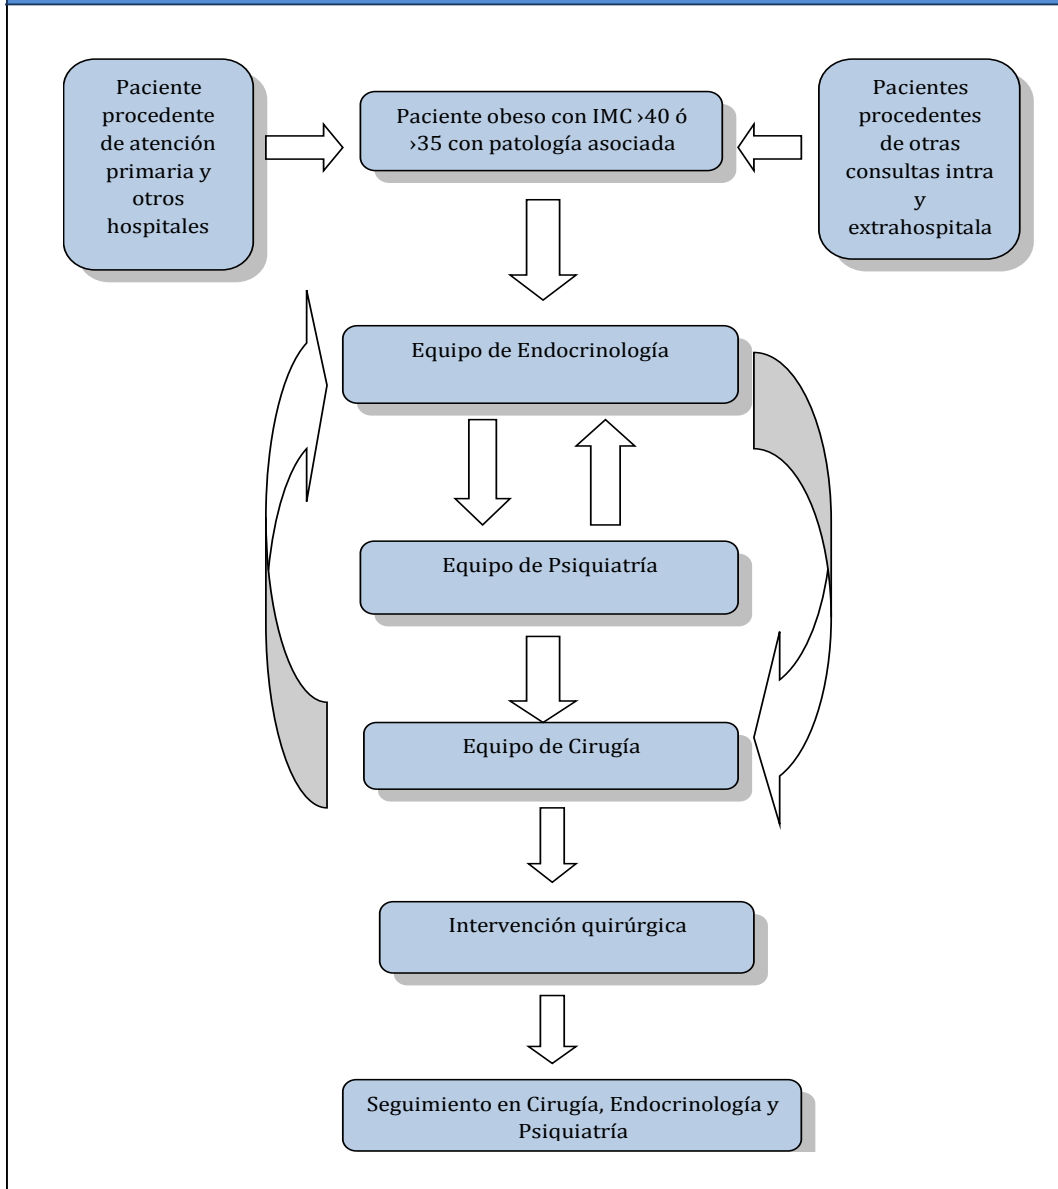 Paciente
procedente
de atención
primaria y
otros
hospitales
Paciente obeso con IMC ›40 ó
›35 con patología asociada
Pacientes
procedentes
de otras
consultas intra
y
extrahospitala
Equipo de Endocrinología
Equipo de Psiquiatría
Equipo de Cirugía
Intervención quirúrgica
Seguimiento en Cirugía, Endocrinología y
Psiquiatría